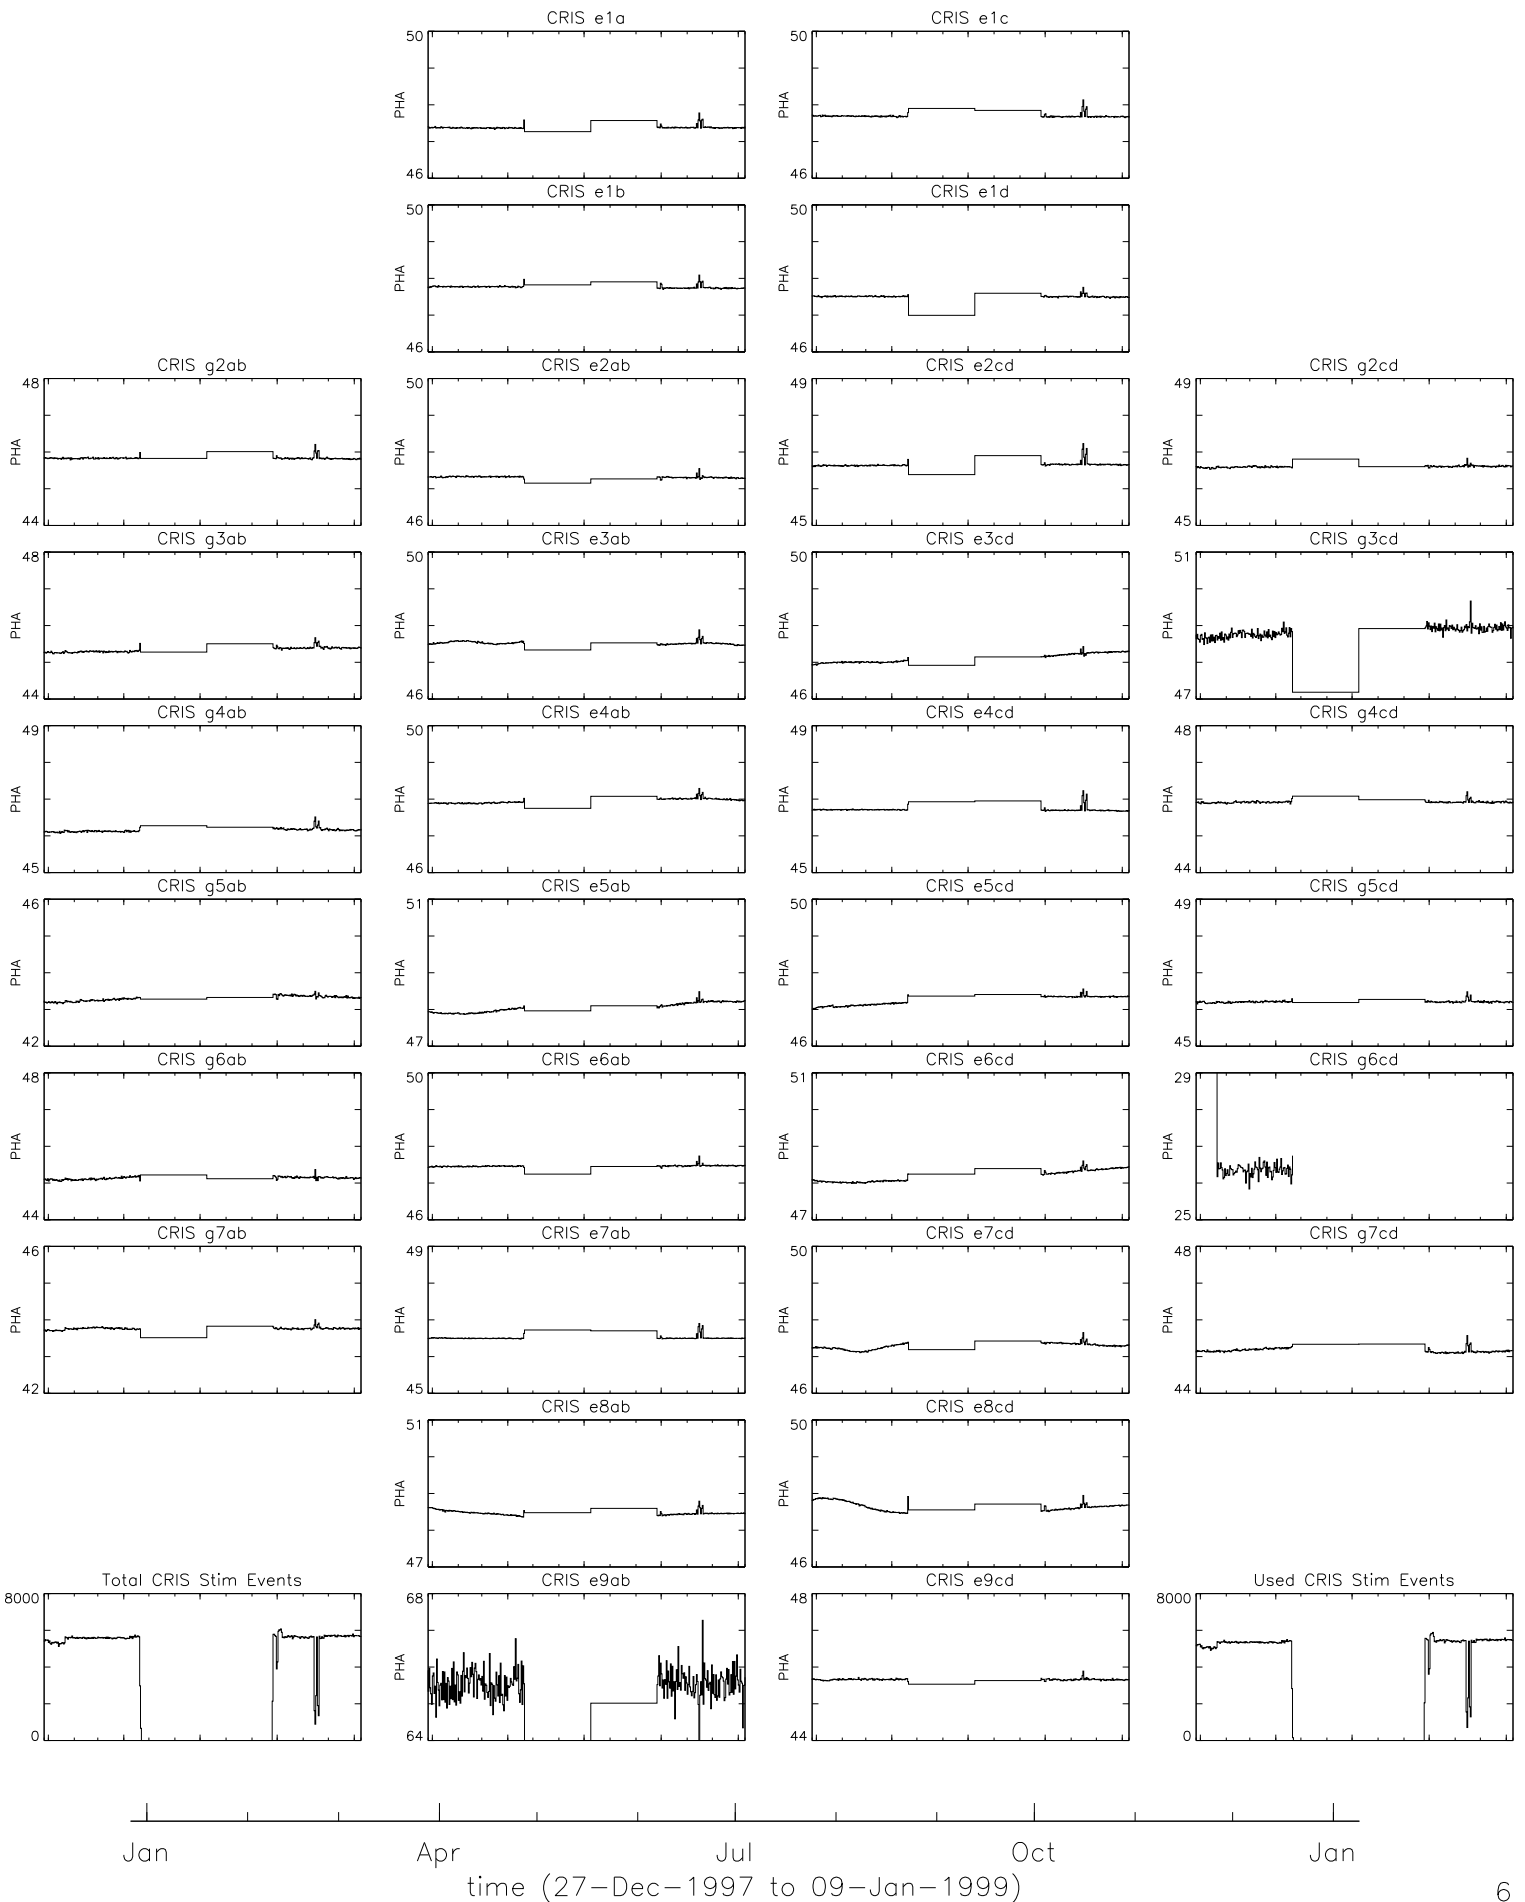 CRIS e1a
CRIS e1c
50
PHA
46
50
PHA
46
CRIS e1b
CRIS e1d
50
PHA
46
50
PHA
46
CRIS g2ab
CRIS e2ab
CRIS e2cd
CRIS g2cd
48
PHA
44
50
PHA
46
49
PHA
45
49
PHA
45
CRIS g3ab
CRIS e3ab
CRIS e3cd
CRIS g3cd
48
PHA
44
50
PHA
46
50
PHA
46
51
PHA
47
CRIS g4ab
CRIS e4ab
CRIS e4cd
CRIS g4cd
49
PHA
45
50
PHA
46
49
PHA
45
48
PHA
44
CRIS g5ab
CRIS e5ab
CRIS e5cd
CRIS g5cd
46
PHA
42
51
PHA
47
50
PHA
46
49
PHA
45
CRIS g6ab
CRIS e6ab
CRIS e6cd
CRIS g6cd
48
PHA
44
50
PHA
46
51
PHA
47
29
PHA
25
CRIS g7ab
CRIS e7ab
CRIS e7cd
CRIS g7cd
46
PHA
42
49
PHA
45
50
PHA
46
48
PHA
44
CRIS e8ab
CRIS e8cd
51
PHA
47
50
PHA
46
Total CRIS Stim Events
CRIS e9ab
CRIS e9cd
Used CRIS Stim Events
8000
0
68
PHA
64
48
PHA
44
8000
0
Jan
Apr
Jul
Oct
Jan
time (27-Dec-1997 to 09-Jan-1999)
6